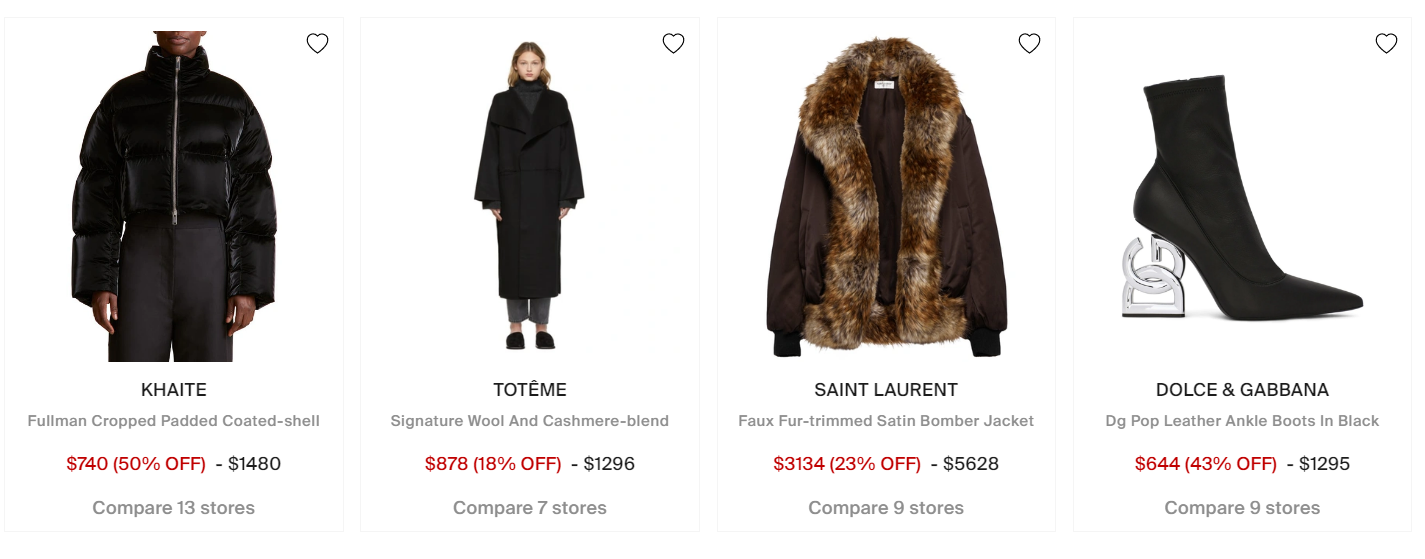 KHAITE
Fullman Cropped Padded Coated-shell
$740 (50% OFF) - $1480
Compare 13 stores
TOTÊME
Signature Wool And Cashmere-blend
$878 (18% OFF) - $1296
Compare 7 stores
SAINT LAURENT
Faux Fur-trimmed Satin Bomber Jacket
$3134 (23% OFF) - $5628
Compare 9 stores
DOLCE & GABBANA
Dg Pop Leather Ankle Boots In Black
$644 (43% OFF) - $1295
Compare 9 stores